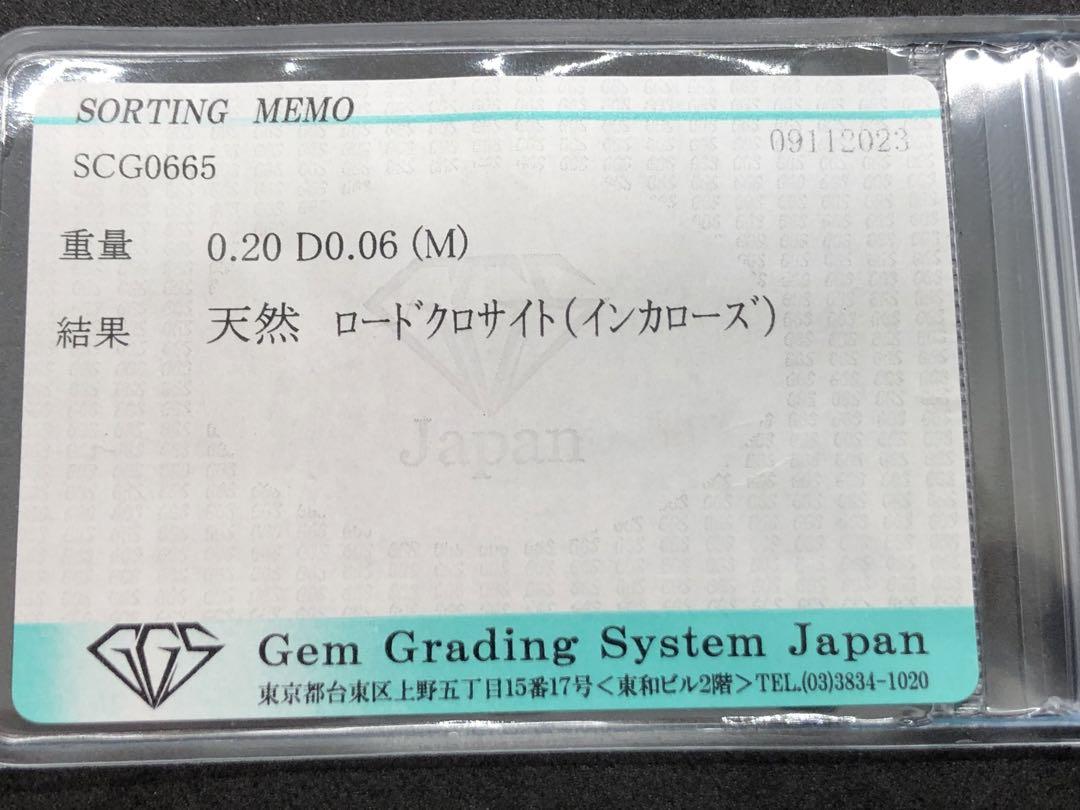 SORTING MEMO
09112023
SCG0665
重量 0.20 D0.06 (M)
結果 天然 ロードクロサイト(インカローズ)
Japan
GGS Gem Grading System Japan
東京都台東区上野五丁目15番17号<東和ビル2階>TEL.(03)3834-1020